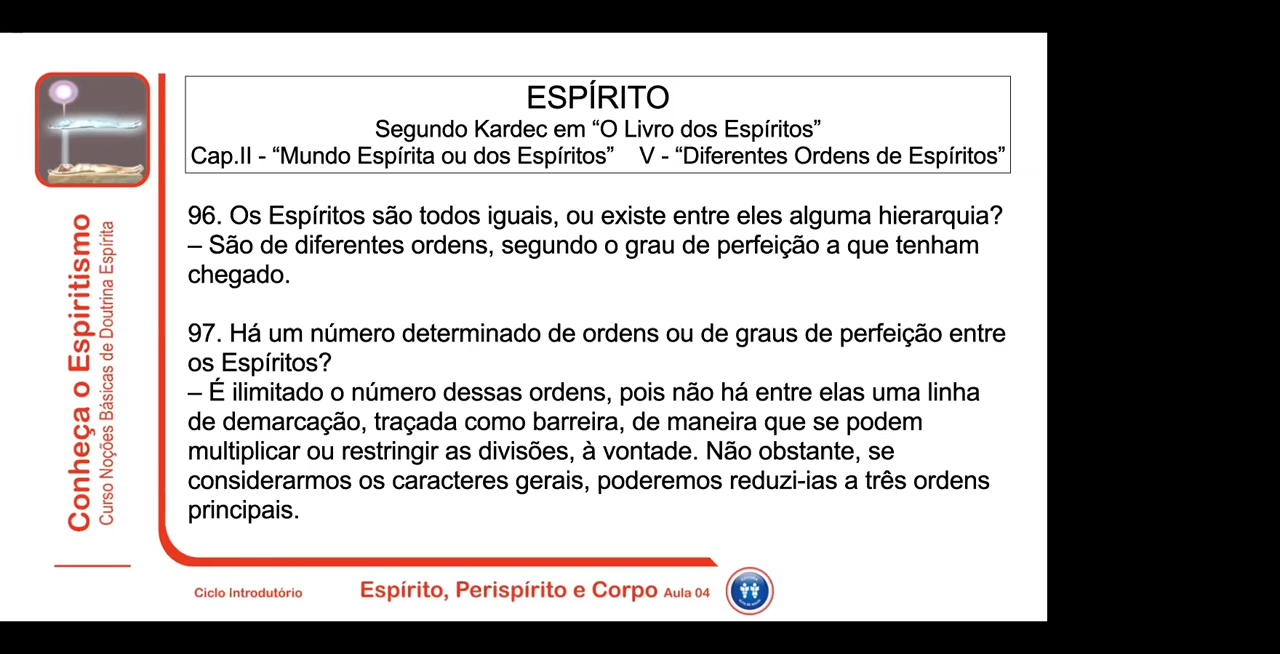 ESPÍRITO
Segundo Kardec em “O Livro dos Espíritos”
Cap.II - “Mundo Espírita ou dos Espíritos” V - “Diferentes Ordens de Espíritos”
96. Os Espíritos são todos iguais, ou existe entre eles alguma hierarquia?
– São de diferentes ordens, segundo o grau de perfeição a que tenham
chegado.
97. Há um número determinado de ordens ou de graus de perfeição entre
os Espíritos?
– É ilimitado o número dessas ordens, pois não há entre elas uma linha
de demarcação, traçada como barreira, de maneira que se podem
multiplicar ou restringir as divisões, à vontade. Não obstante, se
considerarmos os caracteres gerais, poderemos reduzi-ias a três ordens
principais.
Conheça o Espiritismo
Curso Noções Básicas de Doutrina Espírita
Ciclo Introdutório
Espírito, Perispírito e Corpo Aula 04